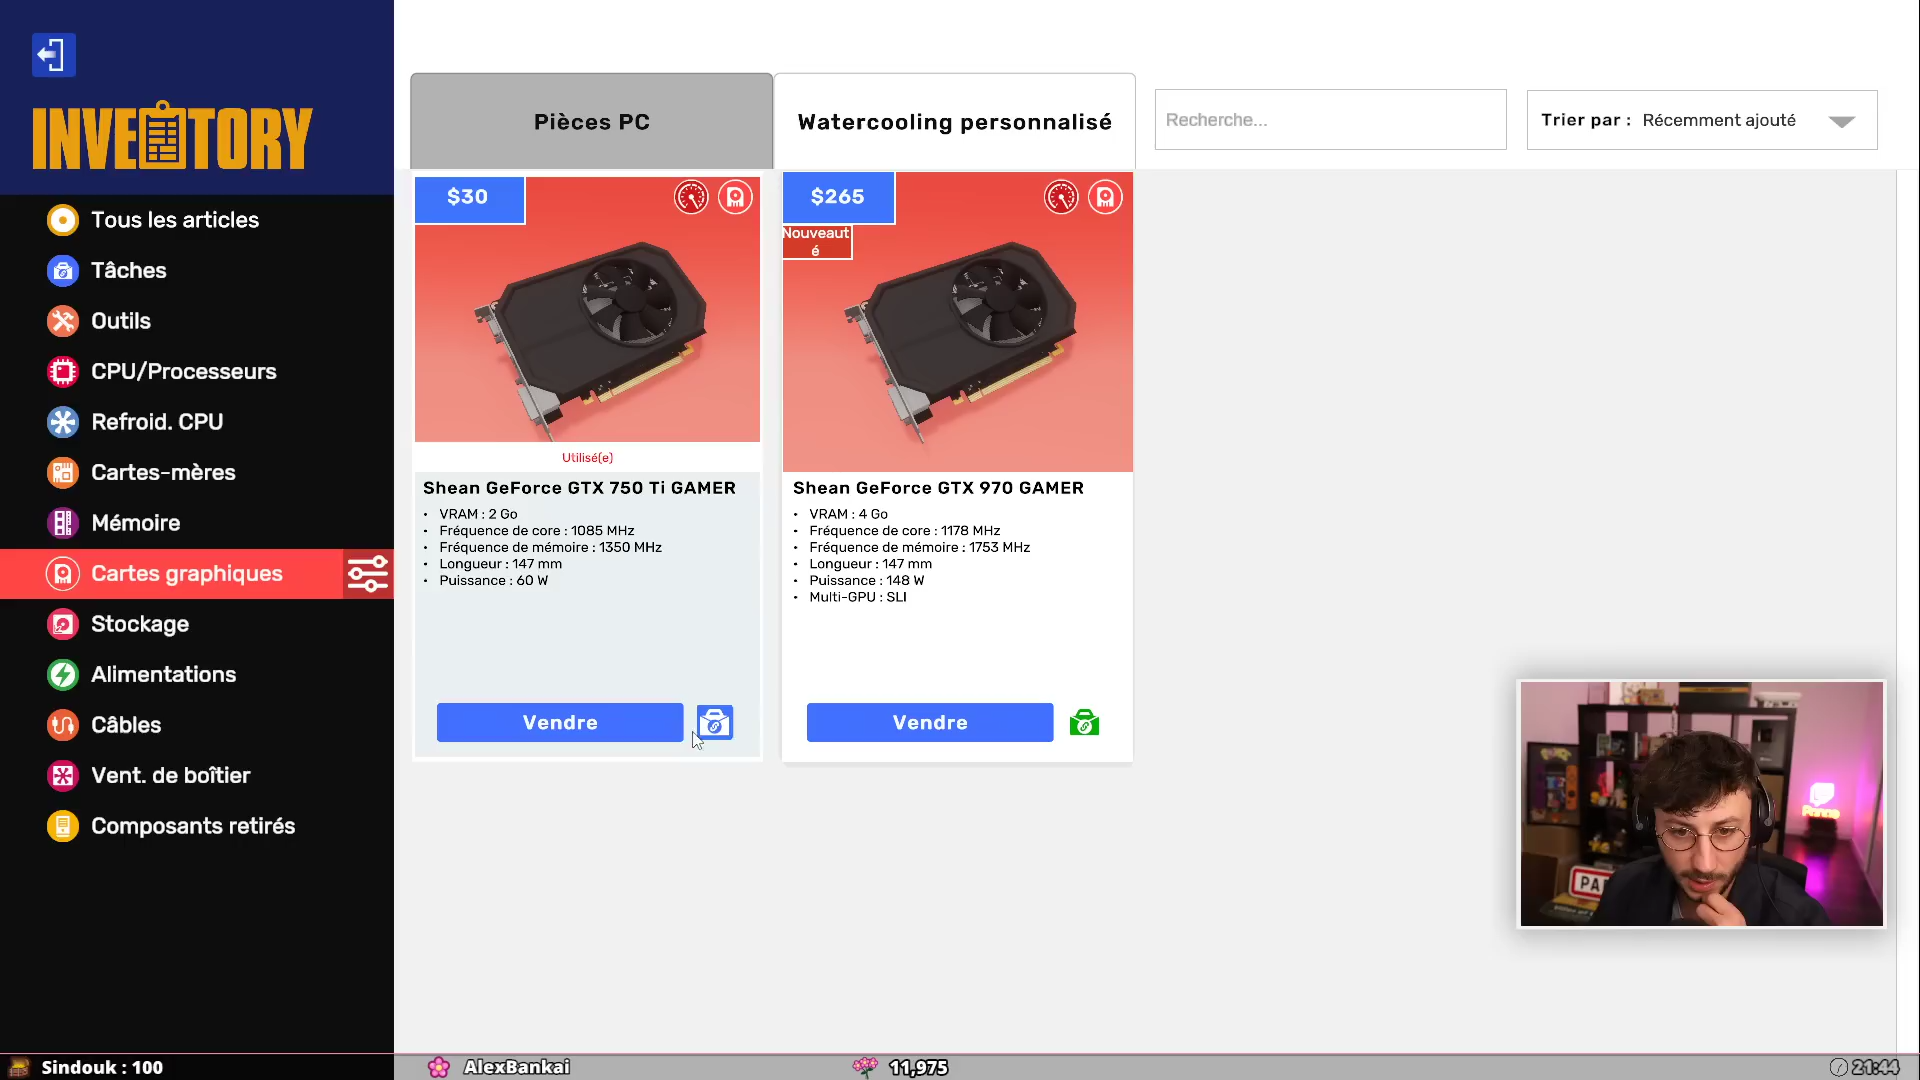 INVENTORY
Tous les articles
Tâches
Outils
CPU/Processeurs
Refroid. CPU
Cartes-mères
Mémoire
Cartes graphiques
Stockage
Alimentations
Câbles
Vent. de boîtier
Composants retirés
Pièces PC
Watercooling personnalisé
Recherche...
Trier par : Récemment ajouté
$30
Utilisé(e)
Shean GeForce GTX 750 Ti GAMER
• VRAM : 2 Go
• Fréquence de core : 1085 MHz
• Fréquence de mémoire : 1350 MHz
• Longueur : 147 mm
• Puissance : 60 W
Vendre
$265
Nouveaut
é
Shean GeForce GTX 970 GAMER
• VRAM : 4 Go
• Fréquence de core : 1178 MHz
• Fréquence de mémoire : 1753 MHz
• Longueur : 147 mm
• Puissance : 148 W
• Multi-GPU : SLI
Vendre
PA
Sindouk : 100
AlexBankai
11,975
21:44